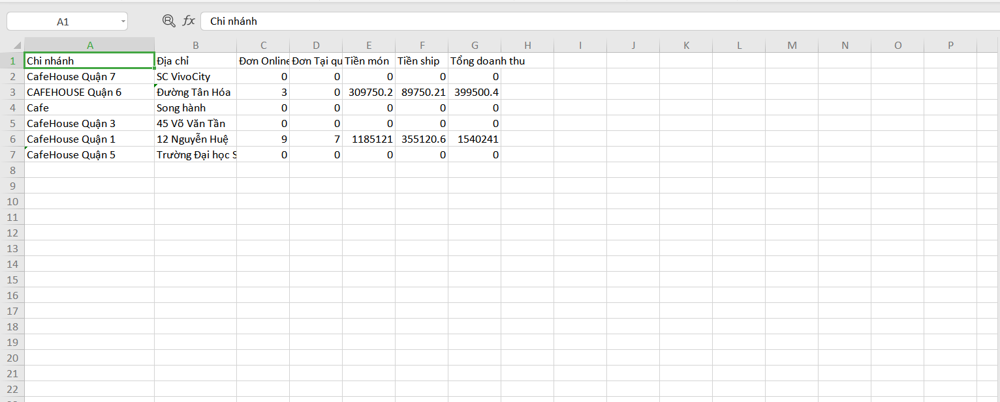 A1 fx Chi nhánh
A B C D E F G H I J K L M N O P
1 Chi nhánh Địa chỉ Đơn Online Đơn Tại qu Tiền món Tiền ship Tổng doanh thu
2 CafeHouse Quận 7 SC VivoCity 0 0 0 0 0
3 CAFEHOUSE Quận 6 Đường Tân Hóa 3 0 309750.2 89750.21 399500.4
4 Cafe Song hành 0 0 0 0 0
5 CafeHouse Quận 3 45 Võ Văn Tần 0 0 0 0 0
6 CafeHouse Quận 1 12 Nguyễn Huệ 9 7 1185121 355120.6 1540241
7 CafeHouse Quận 5 Trường Đại học S 0 0 0 0 0
8
9
10
11
12
13
14
15
16
17
18
19
20
21
22